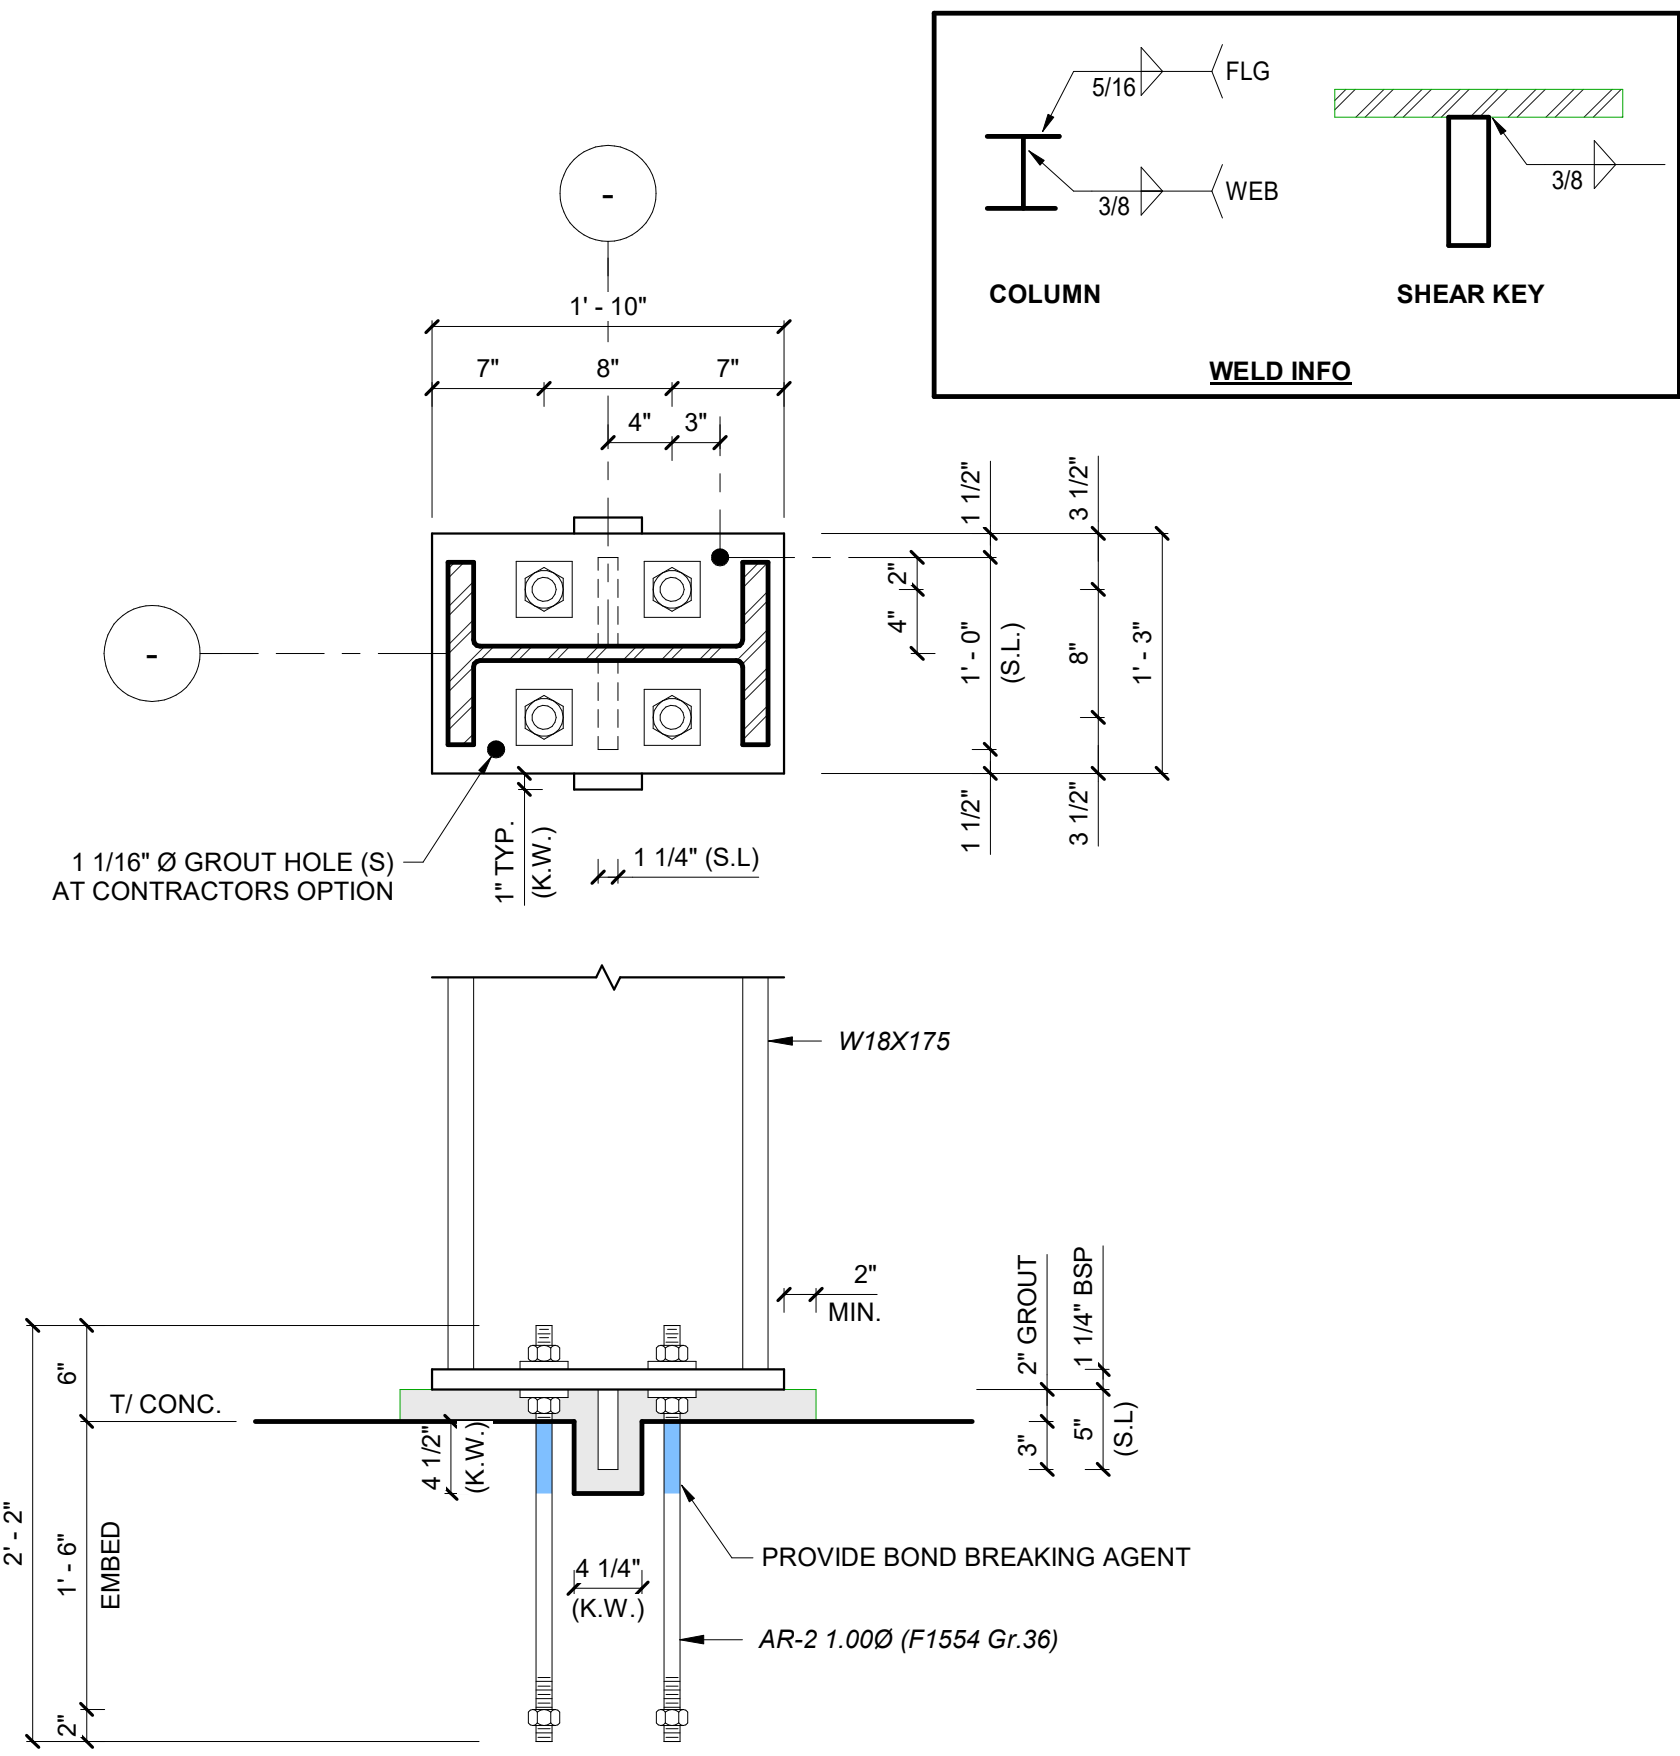 5/16
FLG
3/8
WEB
3/8
COLUMN
SHEAR KEY
WELD INFO
-
1' - 10"
7"
8"
7"
4"
3"
-
1 1/2"
3 1/2"
2"
4"
1' - 0"
(S.L.)
8"
1' - 3"
1 1/2"
3 1/2"
1 1/16" Ø GROUT HOLE (S)
AT CONTRACTORS OPTION
1" TYP.
(K.W.)
1 1/4" (S.L)
W18X175
2"
MIN.
2" GROUT
1 1/4" BSP
6"
T/ CONC.
4 1/2"
(K.W.)
3"
5"
(S.L)
2' - 2"
1' - 6"
EMBED
PROVIDE BOND BREAKING AGENT
4 1/4"
(K.W.)
AR-2 1.00Ø (F1554 Gr.36)
2"